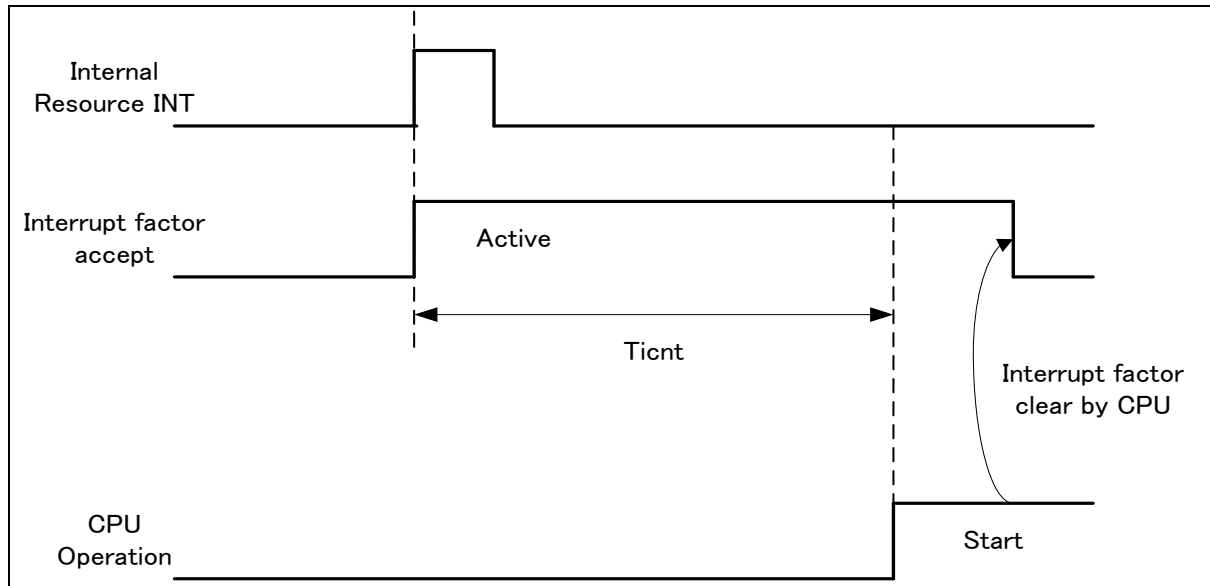 Internal
Resource INT
Interrupt factor
accept
Active
Ticnt
Interrupt factor
clear by CPU
CPU
Operation
Start